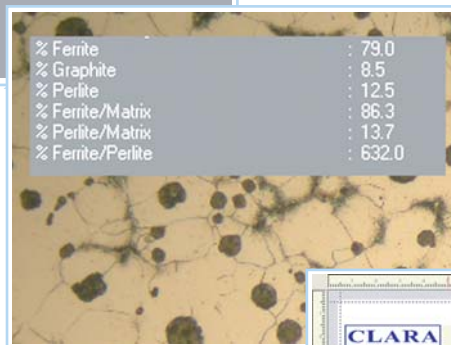 % Ferrite : 79.0
% Graphite : 8.5
% Perlite : 12.5
% Ferrite/Matrix : 86.3
% Perlite/Matrix : 13.7
% Ferrite/Perlite : 632.0
CLARA